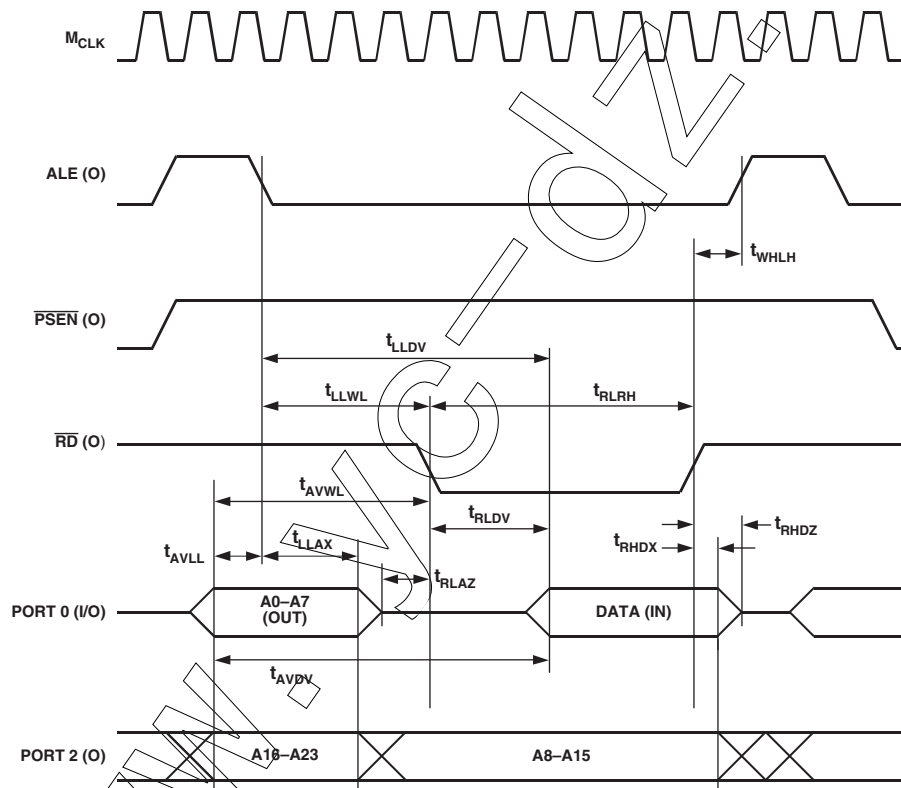 MCLK
ALE (O)
tWHLH
PSEN (O)
tLLDV
tLLWL
tRLRH
RD (O)
tAVWL
tRLDV
tRHDZ
tAVLL
tLLAX
tRHDX
tRLAZ
PORT 0 (I/O)
A0–A7
(OUT)
DATA (IN)
tAVDV
PORT 2 (O)
A16–A23
A8–A15